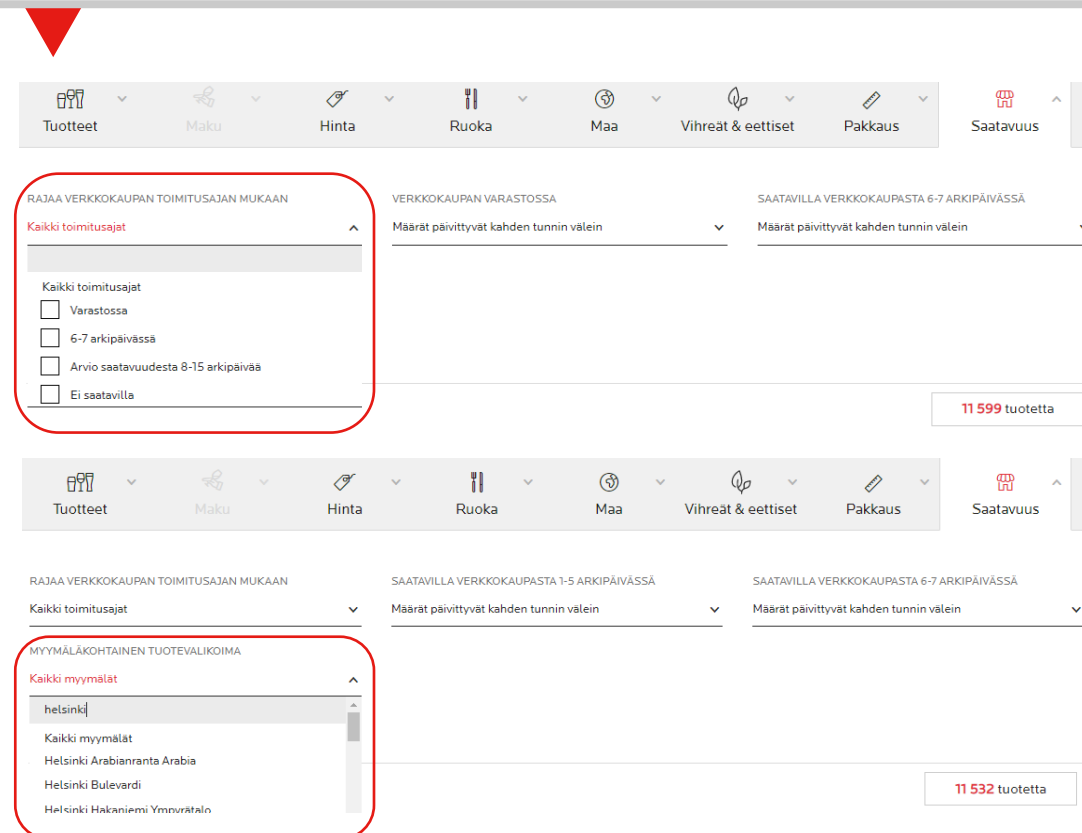 Tuotteet Maku Hinta Ruoka Maa Vihreät & eettiset Pakkaus Saatavuus
RAJAA VERKKOKAUPAN TOIMITUSAJAN MUKAAN VERKKOKAUPAN VARASTOSSA SAATAVILLA VERKKOKAUPASTA 6-7 ARKIPÄIVÄSSÄ
Kaikki toimitusajat Määrät päivittyvät kahden tunnin välein Määrät päivittyvät kahden tunnin välein
Kaikki toimitusajat
Varastossa
6-7 arkipäivässä
Arvio saatavuudesta 8-15 arkipäivää
Ei saatavilla
11 599 tuotetta
Tuotteet Maku Hinta Ruoka Maa Vihreät & eettiset Pakkaus Saatavuus
RAJAA VERKKOKAUPAN TOIMITUSAJAN MUKAAN SAATAVILLA VERKKOKAUPASTA 1-5 ARKIPÄIVÄSSÄ SAATAVILLA VERKKOKAUPASTA 6-7 ARKIPÄIVÄSSÄ
Kaikki toimitusajat Määrät päivittyvät kahden tunnin välein Määrät päivittyvät kahden tunnin välein
MYYMÄLÄKOHTAINEN TUOTEVALIKOIMA
Kaikki myymälät
helsinki
Kaikki myymälät
Helsinki Arabianranta Arabia
Helsinki Bulevardi
Helsinki Hakaniemi Ympyrätalo
11 532 tuotetta